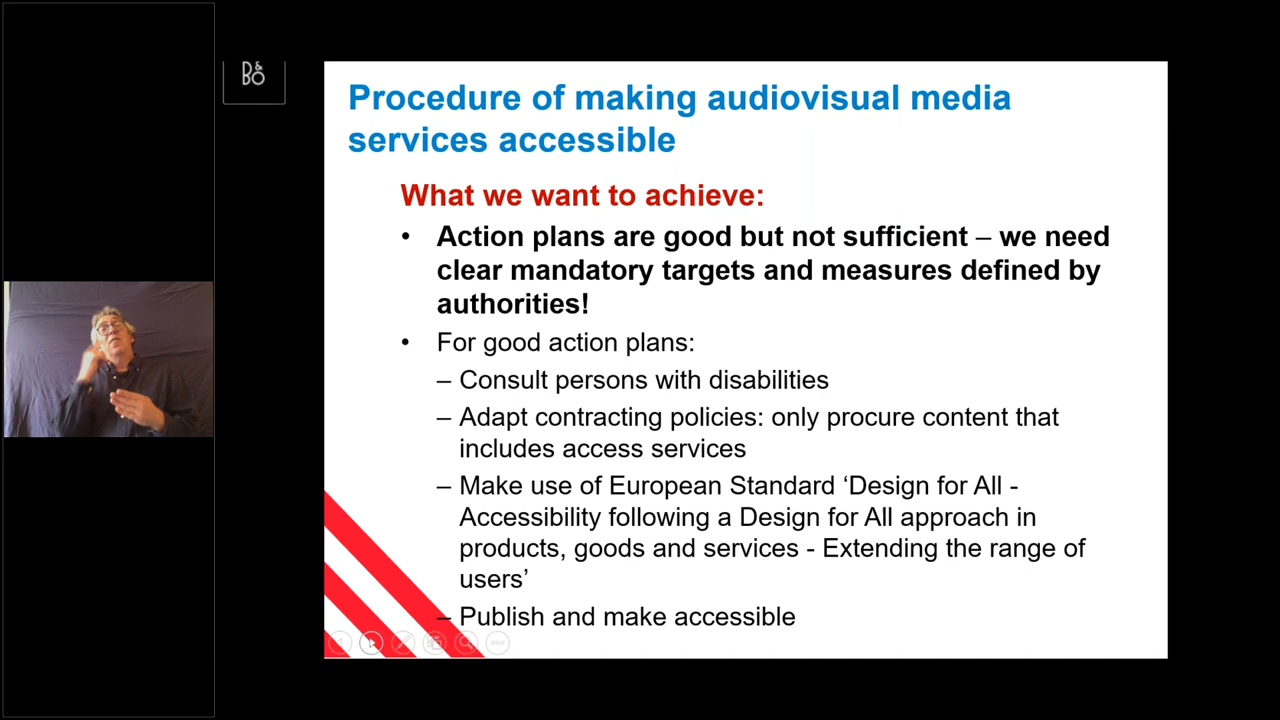 B&O
Procedure of making audiovisual media
services accessible
What we want to achieve:
• Action plans are good but not sufficient – we need
clear mandatory targets and measures defined by
authorities!
• For good action plans:
– Consult persons with disabilities
– Adapt contracting policies: only procure content that
includes access services
– Make use of European Standard ‘Design for All -
Accessibility following a Design for All approach in
products, goods and services - Extending the range of
users’
– Publish and make accessible